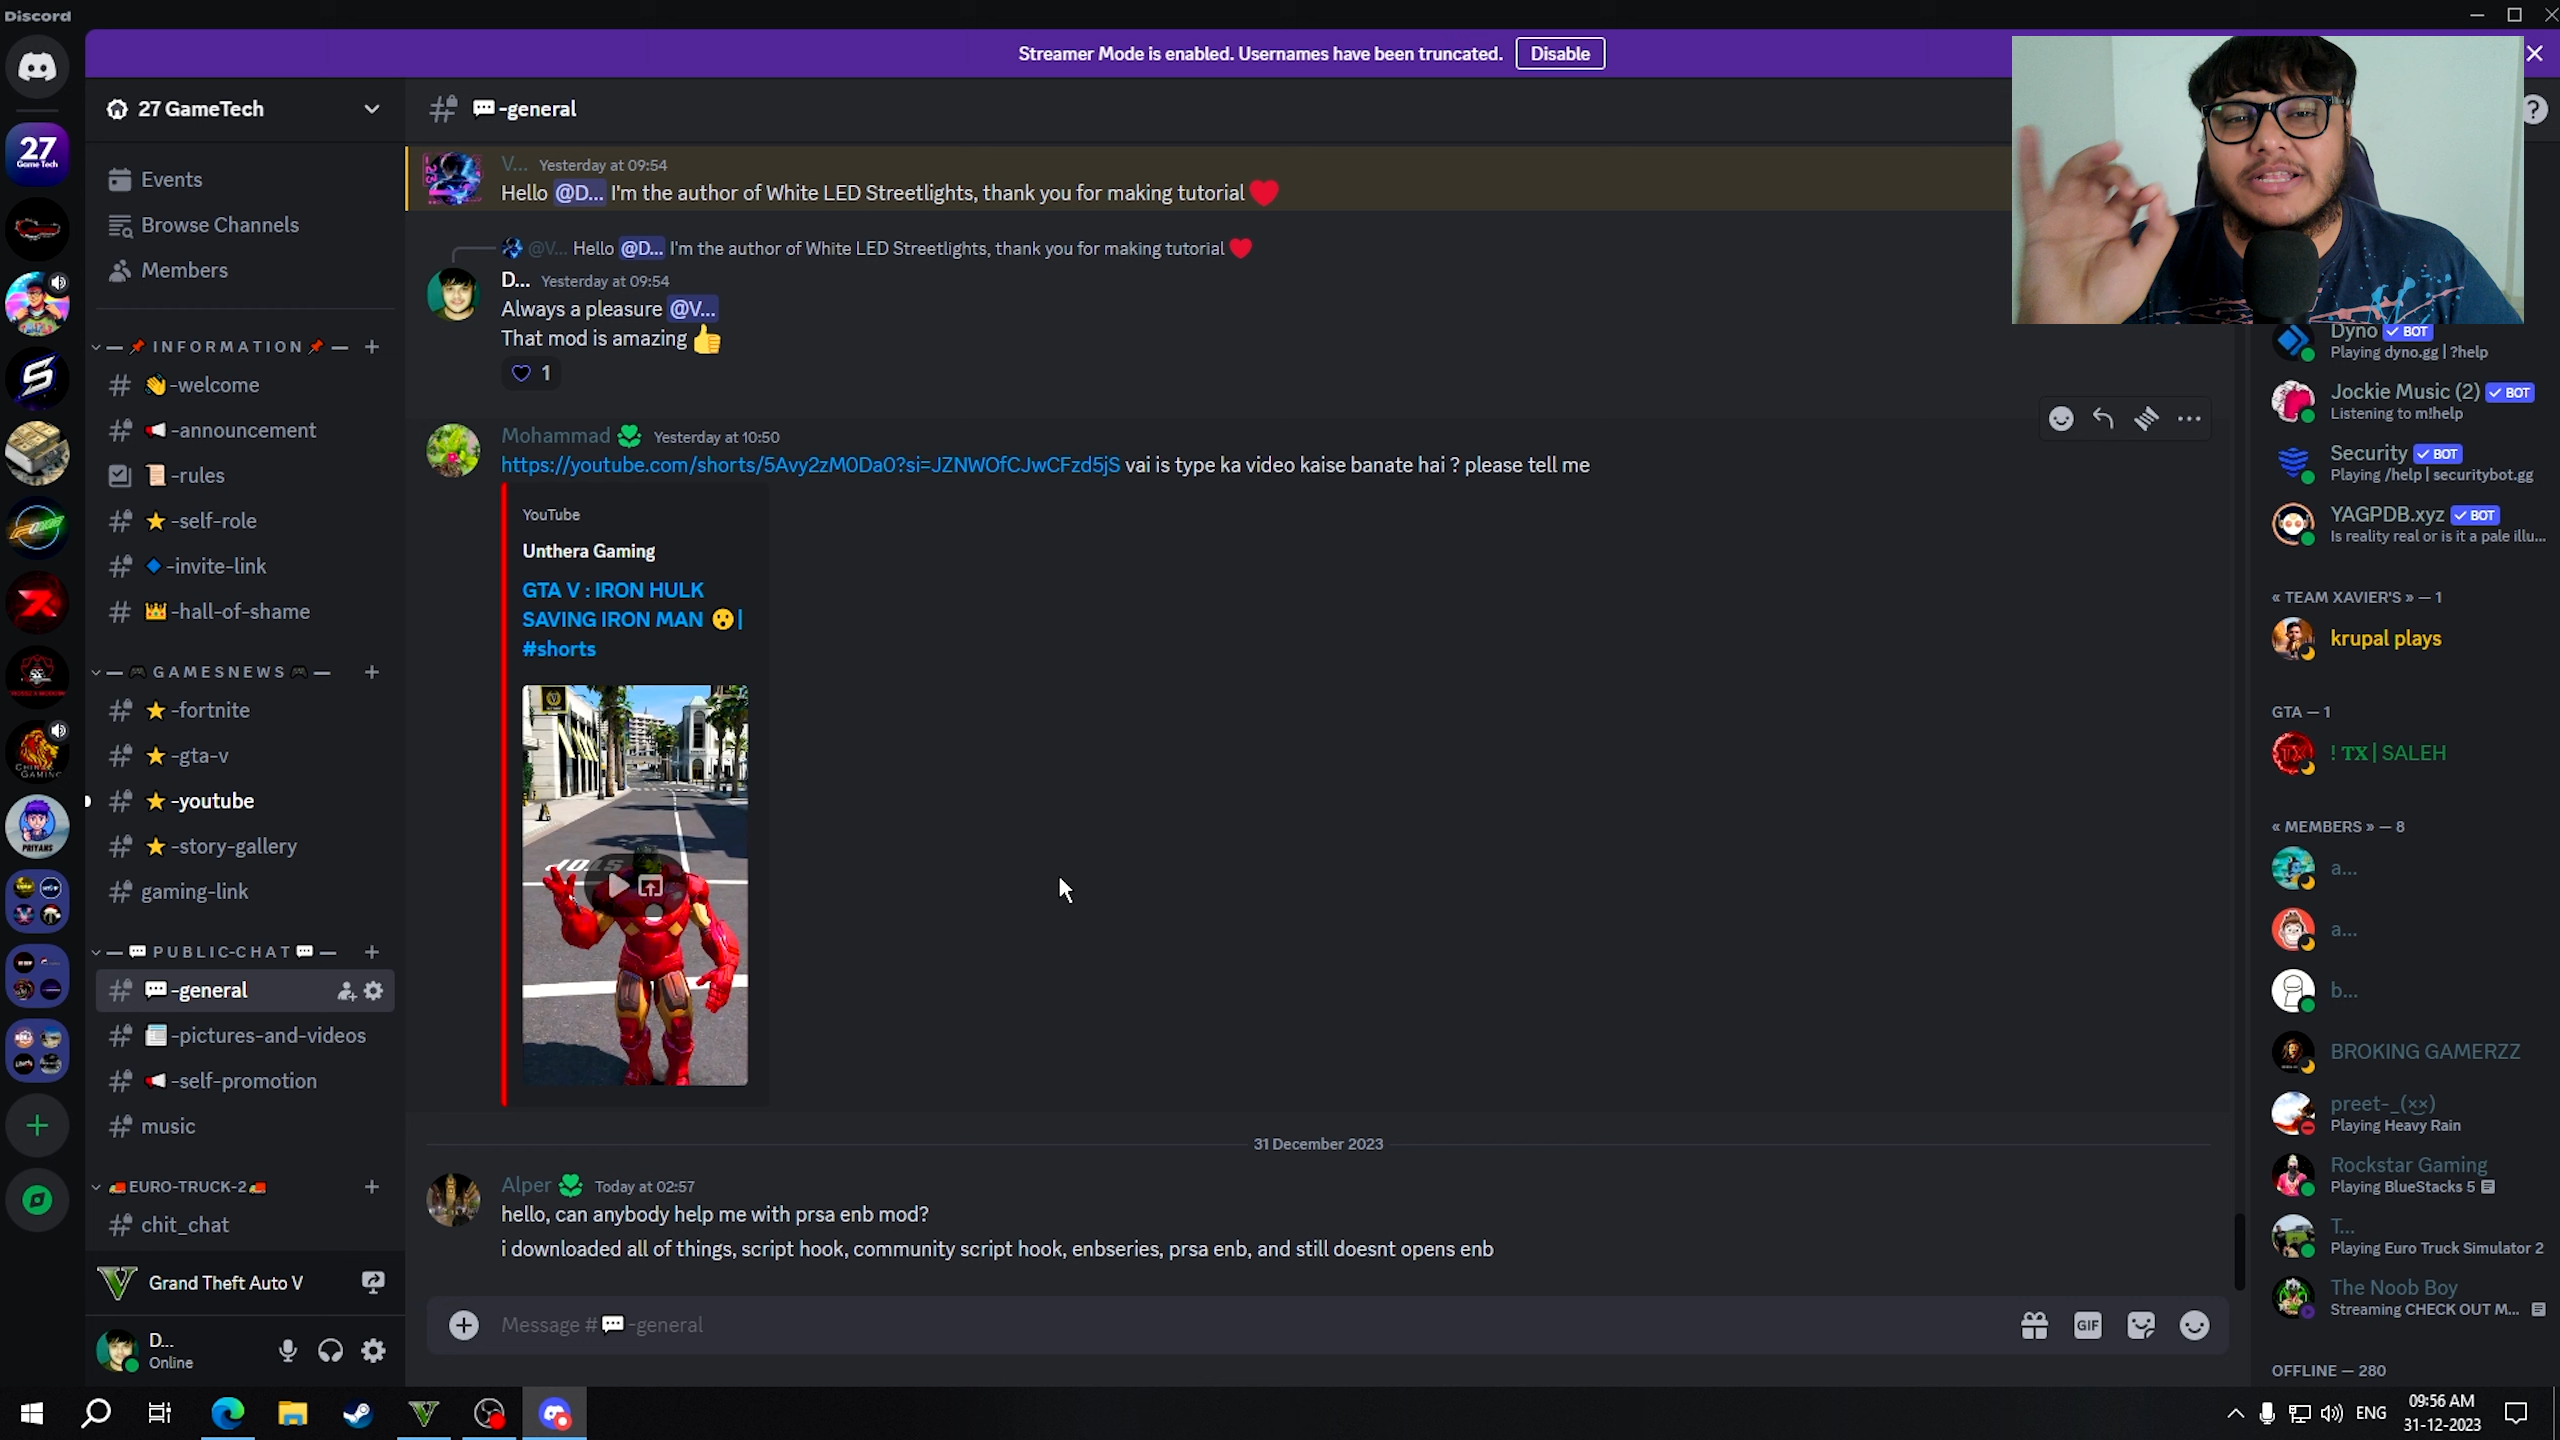 Discord
Streamer Mode is enabled. Usernames have been truncated.
Disable
27 GameTech
-general
27
Game Tech
Events
Browse Channels
Members
— INFORMATION —
-welcome
-announcement
-rules
-self-role
-invite-link
-hall-of-shame
— GAMESNEWS —
-fortnite
-gta-v
-youtube
-story-gallery
gaming-link
— PUBLIC-CHAT —
-general
-pictures-and-videos
-self-promotion
music
EURO-TRUCK-2
chit_chat
Grand Theft Auto V
D...
Online
PRIYANS
V... Yesterday at 09:54
Hello @D... I'm the author of White LED Streetlights, thank you for making tutorial
@V... Hello @D... I'm the author of White LED Streetlights, thank you for making tutorial
D... Yesterday at 09:54
Always a pleasure @V...
That mod is amazing
1
Mohammad Yesterday at 10:50
https://youtube.com/shorts/5Avy2zM0Da0?si=JZNWOfCJwCFzd5jS vai is type ka video kaise banate hai ? please tell me
YouTube
Unthera Gaming
GTA V : IRON HULK
SAVING IRON MAN 😮 |
#shorts
31 December 2023
Alper Today at 02:57
hello, can anybody help me with prsa enb mod?
i downloaded all of things, script hook, community script hook, enbseries, prsa enb, and still doesnt opens enb
Message # -general
GIF
Dyno ✓ BOT
Playing dyno.gg | ?help
Jockie Music (2) ✓ BOT
Listening to m!help
Security ✓ BOT
Playing /help | securitybot.gg
YAGPDB.xyz ✓ BOT
Is reality real or is it a pale illu...
« TEAM XAVIER'S » — 1
krupal plays
GTA — 1
! TX | SALEH
« MEMBERS » — 8
a...
a...
b...
BROKING GAMERZZ
preet-_(×͜×)
Playing Heavy Rain
Rockstar Gaming
Playing BlueStacks 5
T...
Playing Euro Truck Simulator 2
The Noob Boy
Streaming CHECK OUT M...
OFFLINE — 280
ENG
09:56 AM
31-12-2023